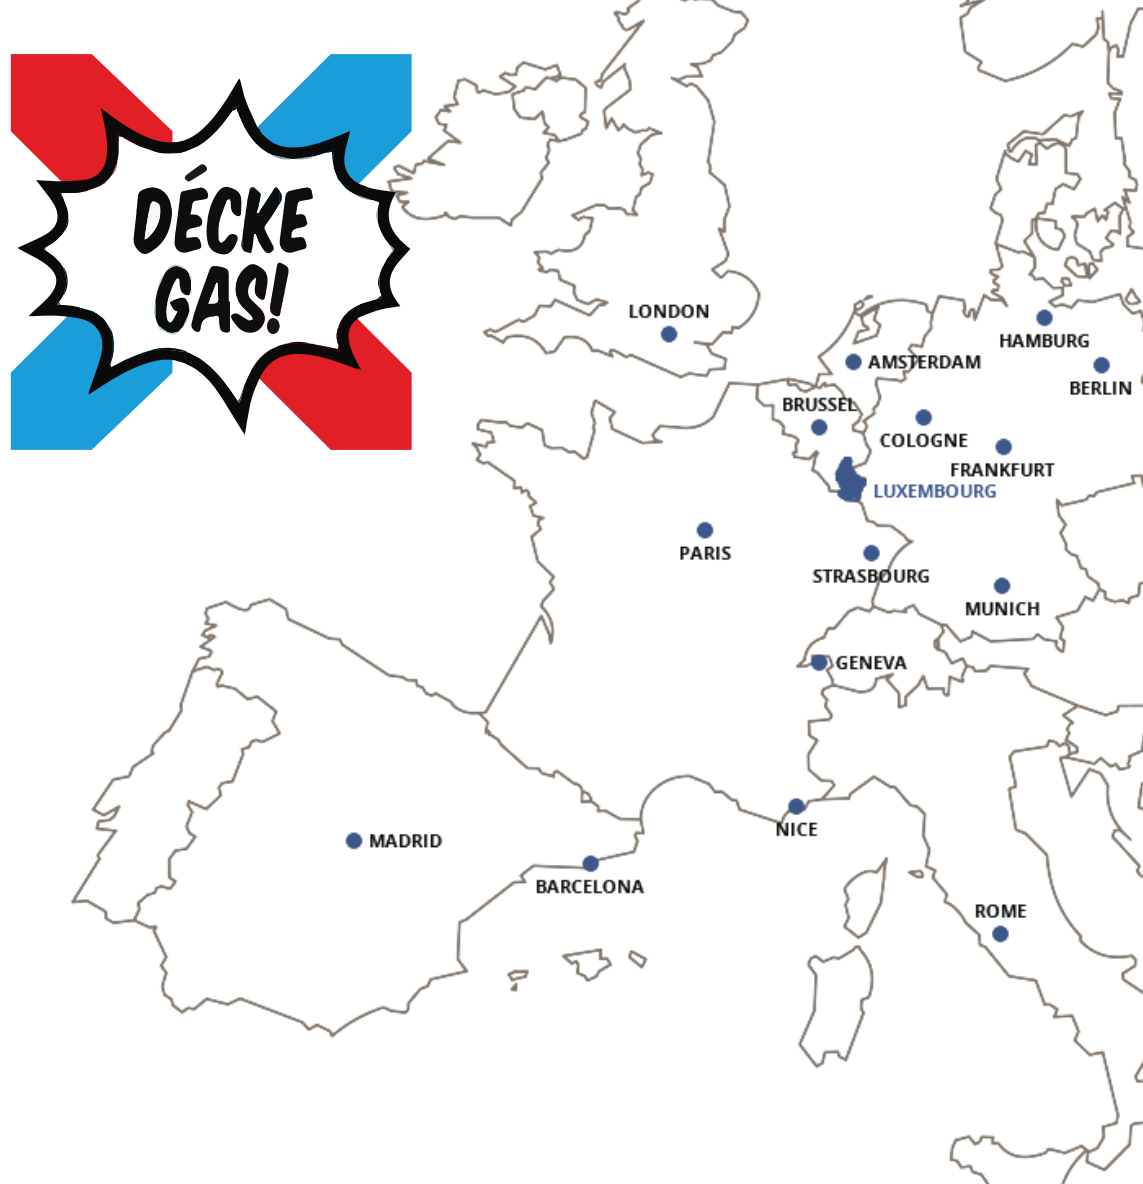 DÉCKE
GAS!
LONDON
HAMBURG
AMSTERDAM
BERLIN
BRUSSEL
COLOGNE
FRANKFURT
LUXEMBOURG
PARIS
STRASBOURG
MUNICH
GENEVA
NICE
MADRID
BARCELONA
ROME